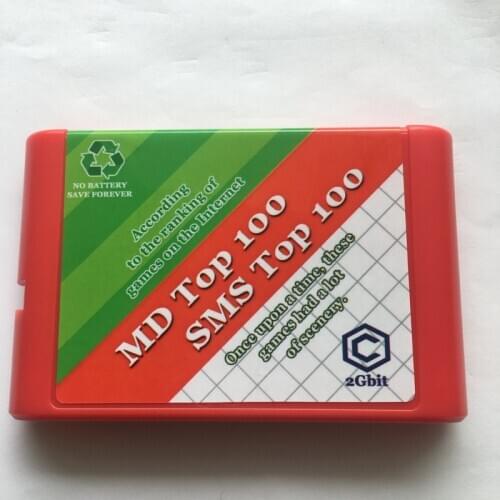 NO BATTERY
SAVE FOREVER
According
to the ranking of
games on the Internet
MD Top 100
SMS Top 100
Once upon a time, these
games had a lot
of scenery.
C
2Gbit